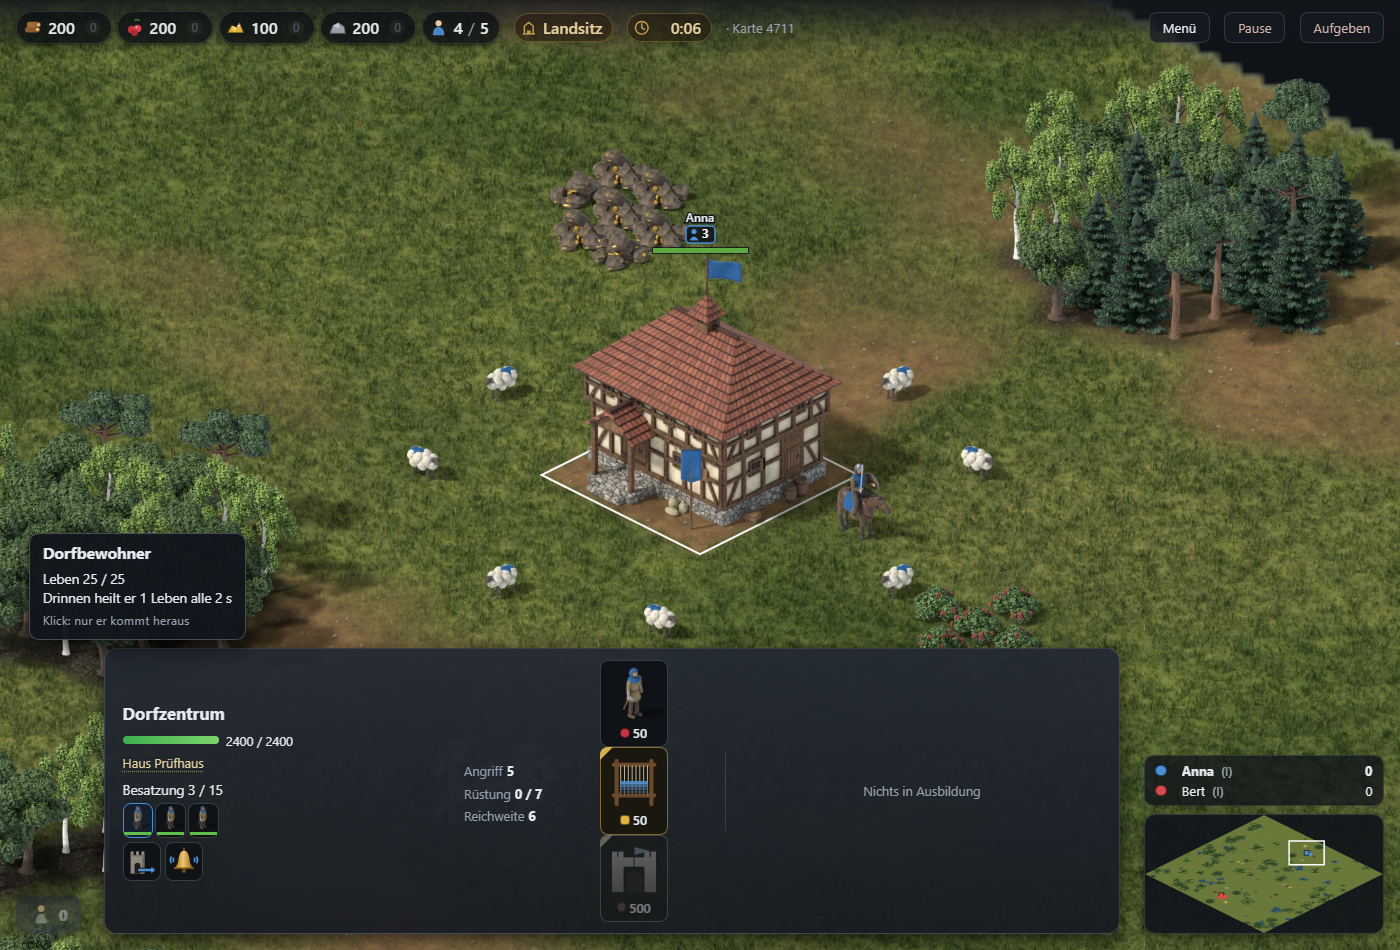 200 0 200 0 100 0 200 0 4 / 5 Landsitz 0:06 · Karte 4711 Menü Pause Aufgeben
Anna
3
Dorfbewohner
Leben 25 / 25
Drinnen heilt er 1 Leben alle 2 s
Klick: nur er kommt heraus
Dorfzentrum
2400 / 2400
Haus Prüfhaus
Besatzung 3 / 15
Angriff 5
Rüstung 0 / 7
Reichweite 6
50
50
500
Nichts in Ausbildung
Anna (I) 0
Bert (I) 0
0